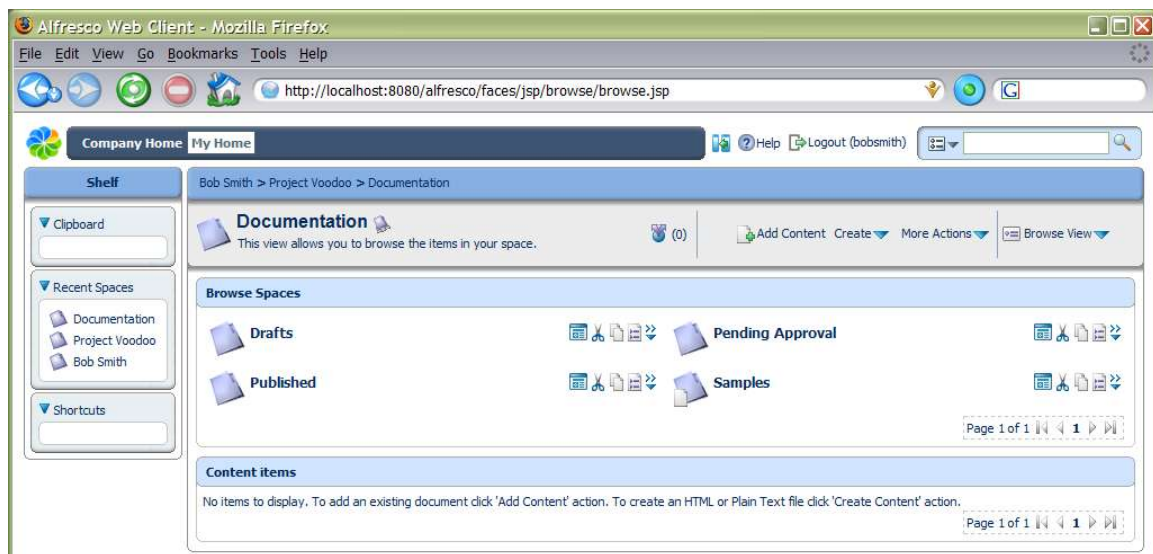 Alfresco Web Client - Mozilla Firefox
File Edit View Go Bookmarks Tools Help
http://localhost:8080/alfresco/faces/jsp/browse/browse.jsp G
Company Home My Home Help Logout (bobsmith)
Shelf Bob Smith > Project Voodoo > Documentation
Clipboard
Documentation
This view allows you to browse the items in your space.
(0) Add Content Create More Actions Browse View
Recent Spaces
Documentation
Project Voodoo
Bob Smith
Shortcuts
Browse Spaces
Drafts Pending Approval
Published Samples
Page 1 of 1 1
Content items
No items to display. To add an existing document click 'Add Content' action. To create an HTML or Plain Text file click 'Create Content' action.
Page 1 of 1 1